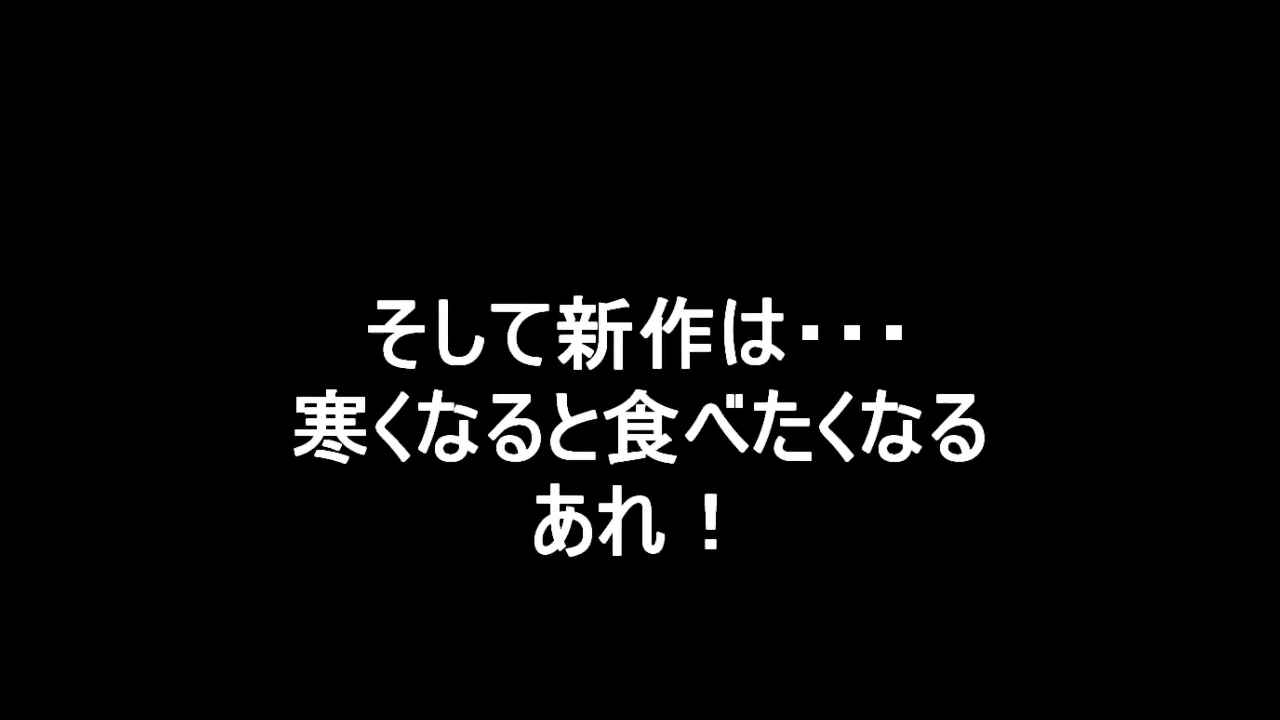 そして新作は・・・
寒くなると食べたくなる
あれ！